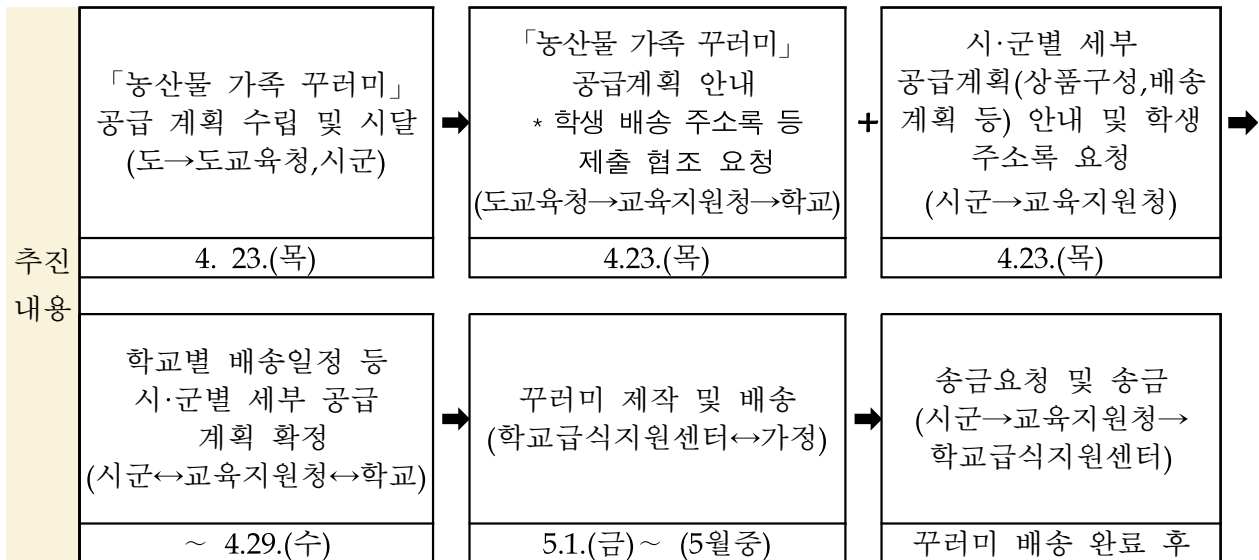 추진
내용
「농산물 가족 꾸러미」
공급 계획 수립 및 시달
(도→도교육청,시군)
4. 23.(목)
➡
「농산물 가족 꾸러미」
공급계획 안내
* 학생 배송 주소록 등
제출 협조 요청
(도교육청→교육지원청→학교)
4.23.(목)
+
시·군별 세부
공급계획(상품구성,배송
계획 등) 안내 및 학생
주소록 요청
(시군→교육지원청)
4.23.(목)
➡
학교별 배송일정 등
시·군별 세부 공급
계획 확정
(시군↔교육지원청↔학교)
~ 4.29.(수)
➡
꾸러미 제작 및 배송
(학교급식지원센터↔가정)
5.1.(금)~ (5월중)
➡
송금요청 및 송금
(시군→교육지원청→
학교급식지원센터)
꾸러미 배송 완료 후